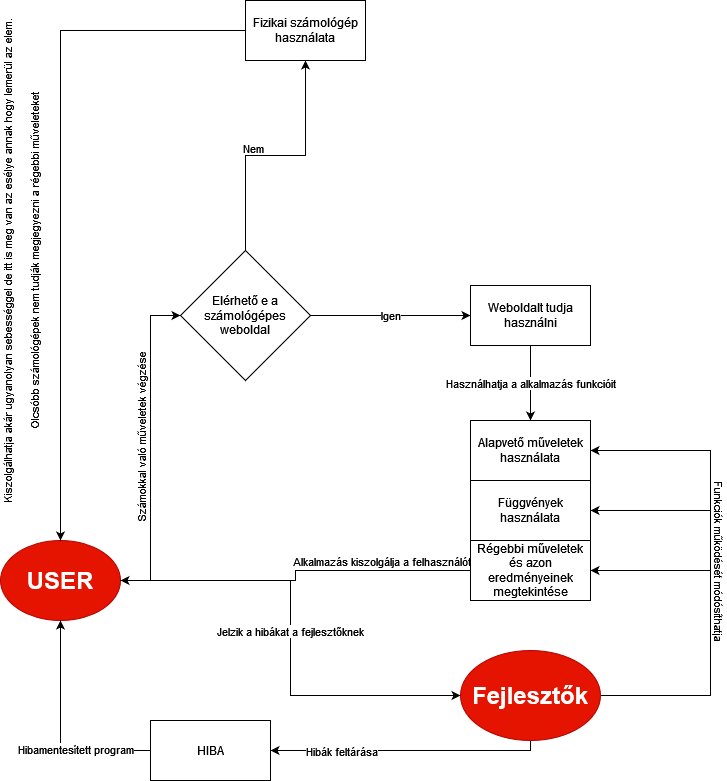 Fizikai számológép
használata
Kiszolgálhatja akár ugyanolyan sebességgel de itt is meg van az esélye annak hogy lemerül az elem.
Olcsóbb számológépek nem tudják megjegyezni a régebbi műveleteket
Nem
Elérhető e a
számológépes
weboldal
Igen
Weboldalt tudja
használni
Számokkal való műveletek végzése
Használhatja a alkalmazás funkcióit
Alapvető műveletek
használata
Függvények
használata
Régebbi műveletek
és azon
eredményeinek
megtekintése
Funkciók működését módósíthatja
Alkalmazás kiszolgálja a felhasználót
USER
Jelzik a hibákat a fejlesztőknek
Fejlesztők
Hibamentesített program
HIBA
Hibák feltárása